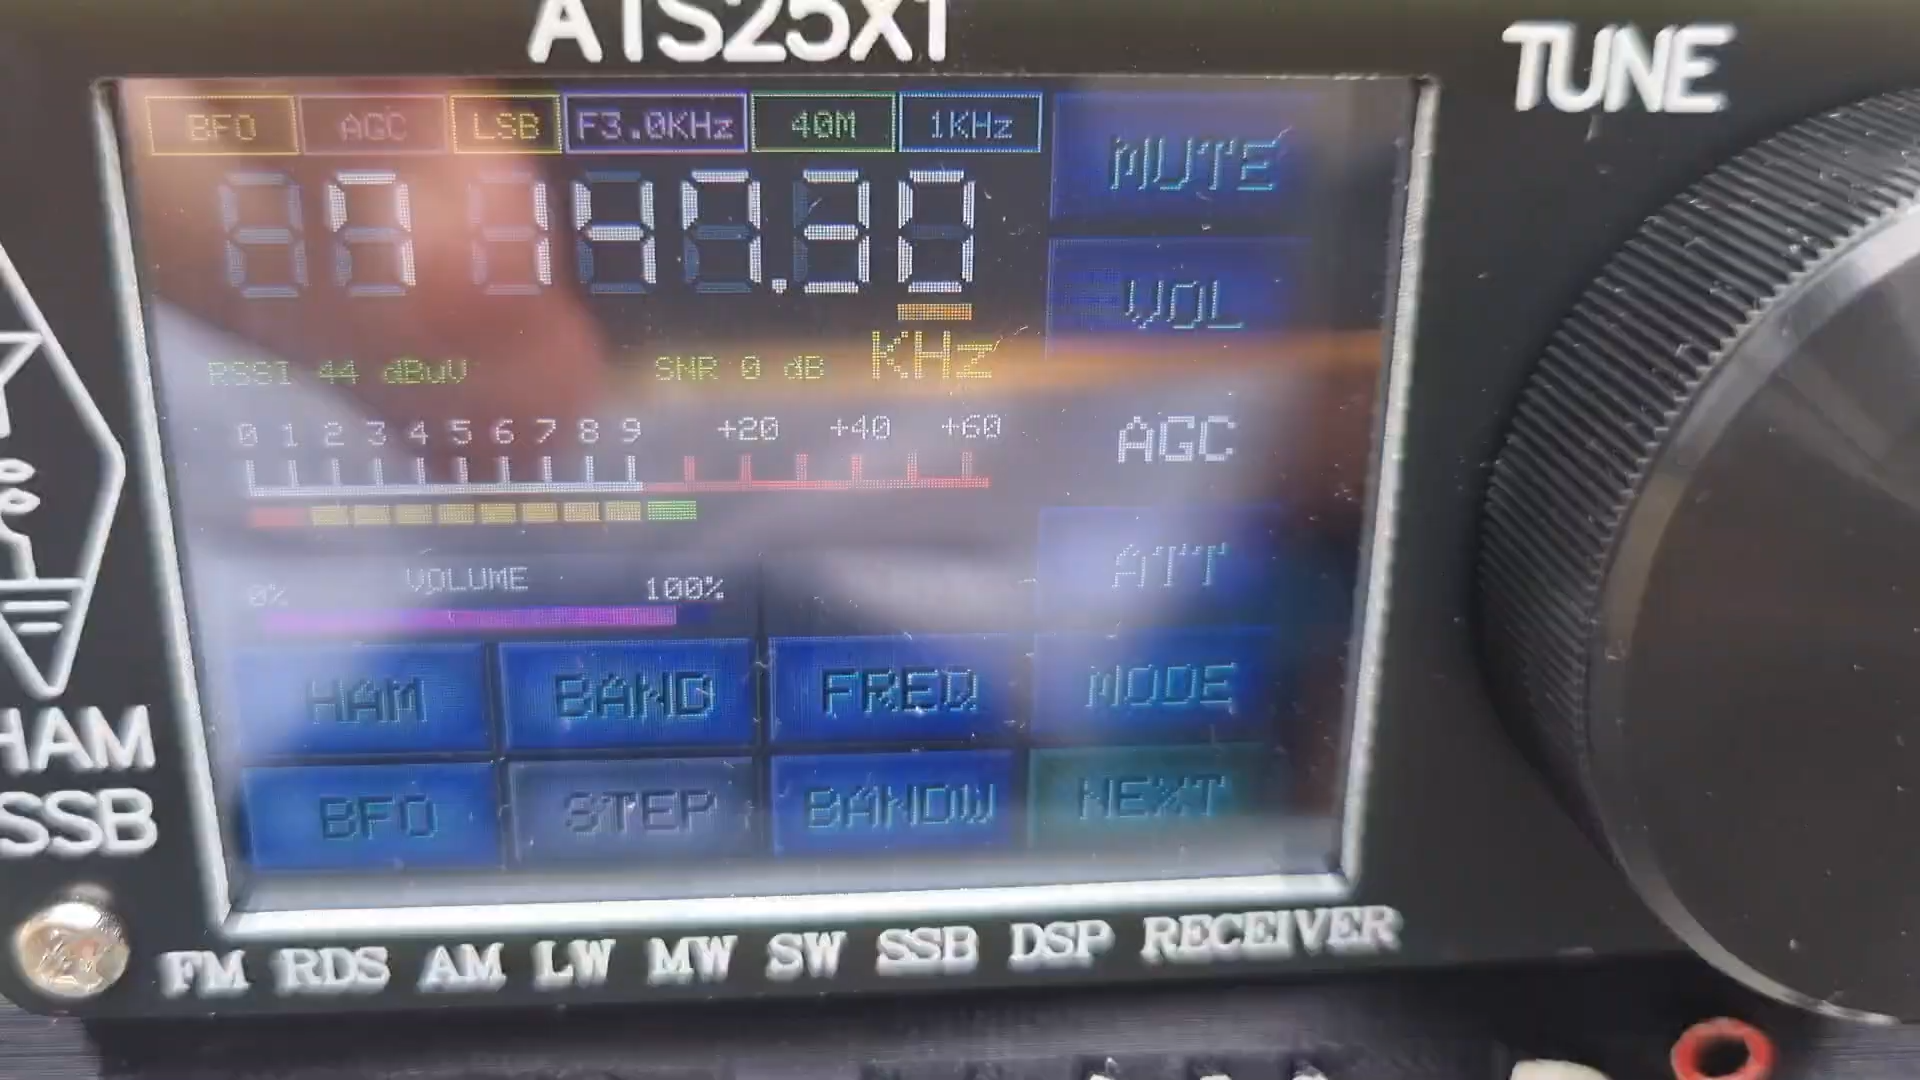 ATS25X1
TUNE
BFO AGC LSB F3.0KHz 40M 1KHz
MUTE
7147.30
VOL
KHz
RSSI 44 dBuV SNR 0 dB
0 1 2 3 4 5 6 7 8 9 +20 +40 +60
AGC
ATT
VOLUME
0% 100%
HAM BAND FREQ MODE
BFO STEP BANDW NEXT
HAM
SSB
FM RDS AM LW MW SW SSB DSP RECEIVER